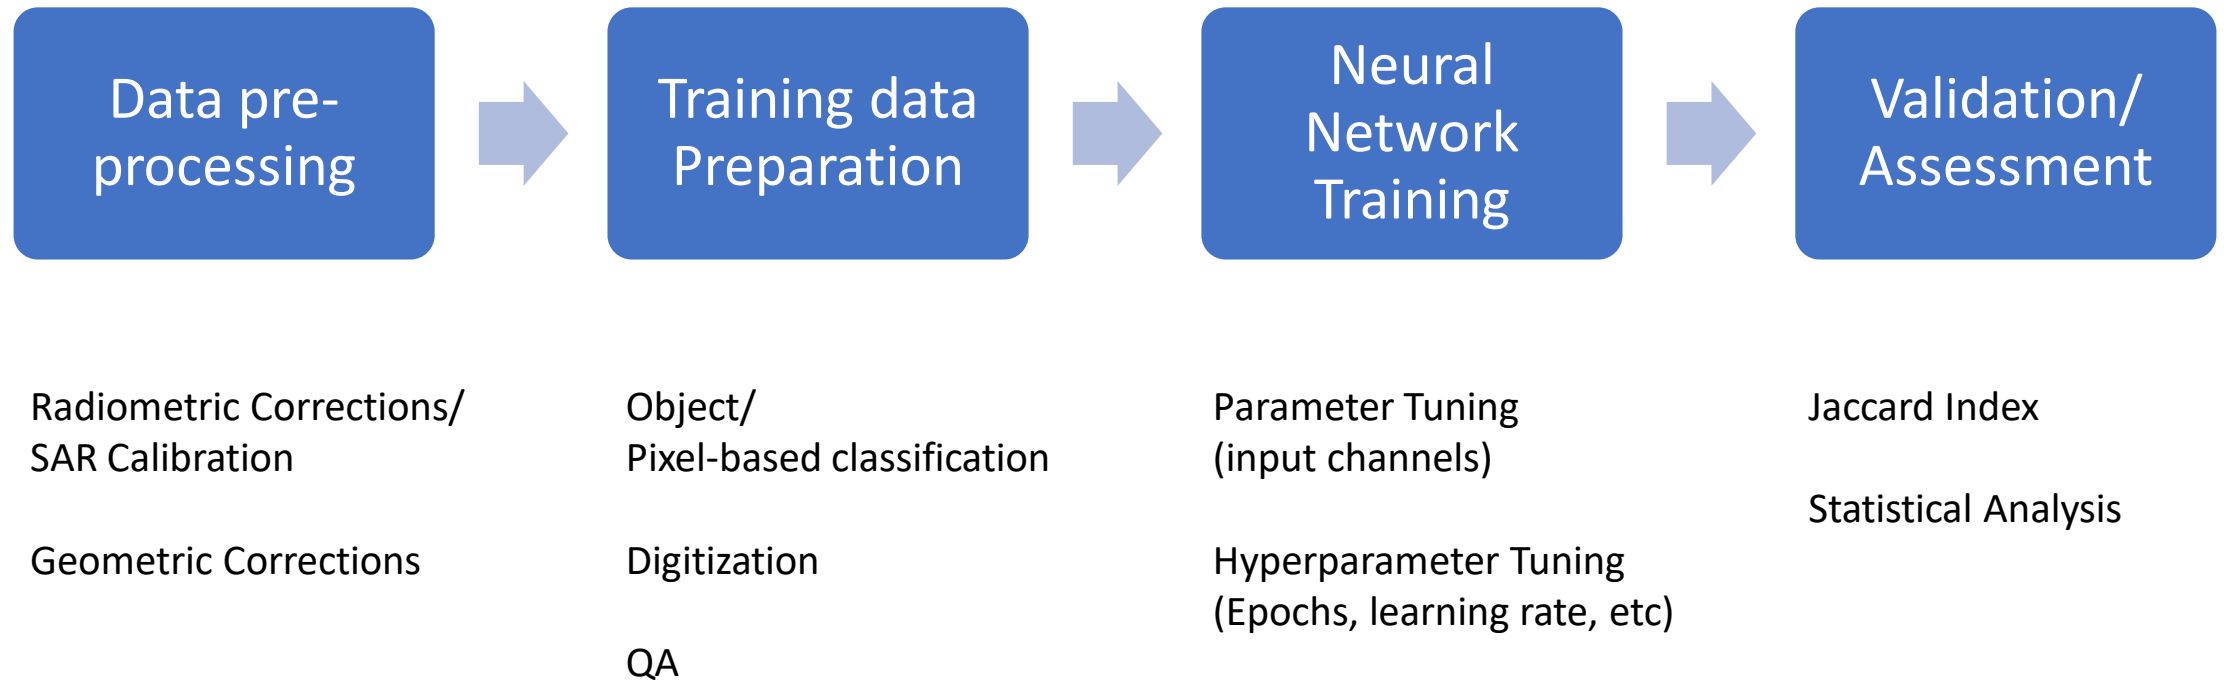 Data pre-
processing
Training data
Preparation
Neural
Network
Training
Validation/
Assessment
Radiometric Corrections/
SAR Calibration
Geometric Corrections
Object/
Pixel-based classification
Digitization
QA
Parameter Tuning
(input channels)
Hyperparameter Tuning
(Epochs, learning rate, etc)
Jaccard Index
Statistical Analysis